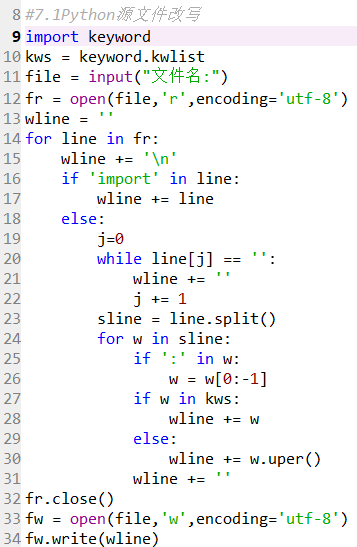 8 #7.1Python源文件改写
9 import keyword
10 kws = keyword.kwlist
11 file = input("文件名:")
12 fr = open(file,'r',encoding='utf-8')
13 wline = ''
14 for line in fr:
15     wline += '\n'
16     if 'import' in line:
17         wline += line
18     else:
19         j=0
20         while line[j] == '':
21             wline += ''
22             j += 1
23         sline = line.split()
24         for w in sline:
25             if ':' in w:
26                 w = w[0:-1]
27             if w in kws:
28                 wline += w
29             else:
30                 wline += w.uper()
31             wline += ''
32 fr.close()
33 fw = open(file,'w',encoding='utf-8')
34 fw.write(wline)